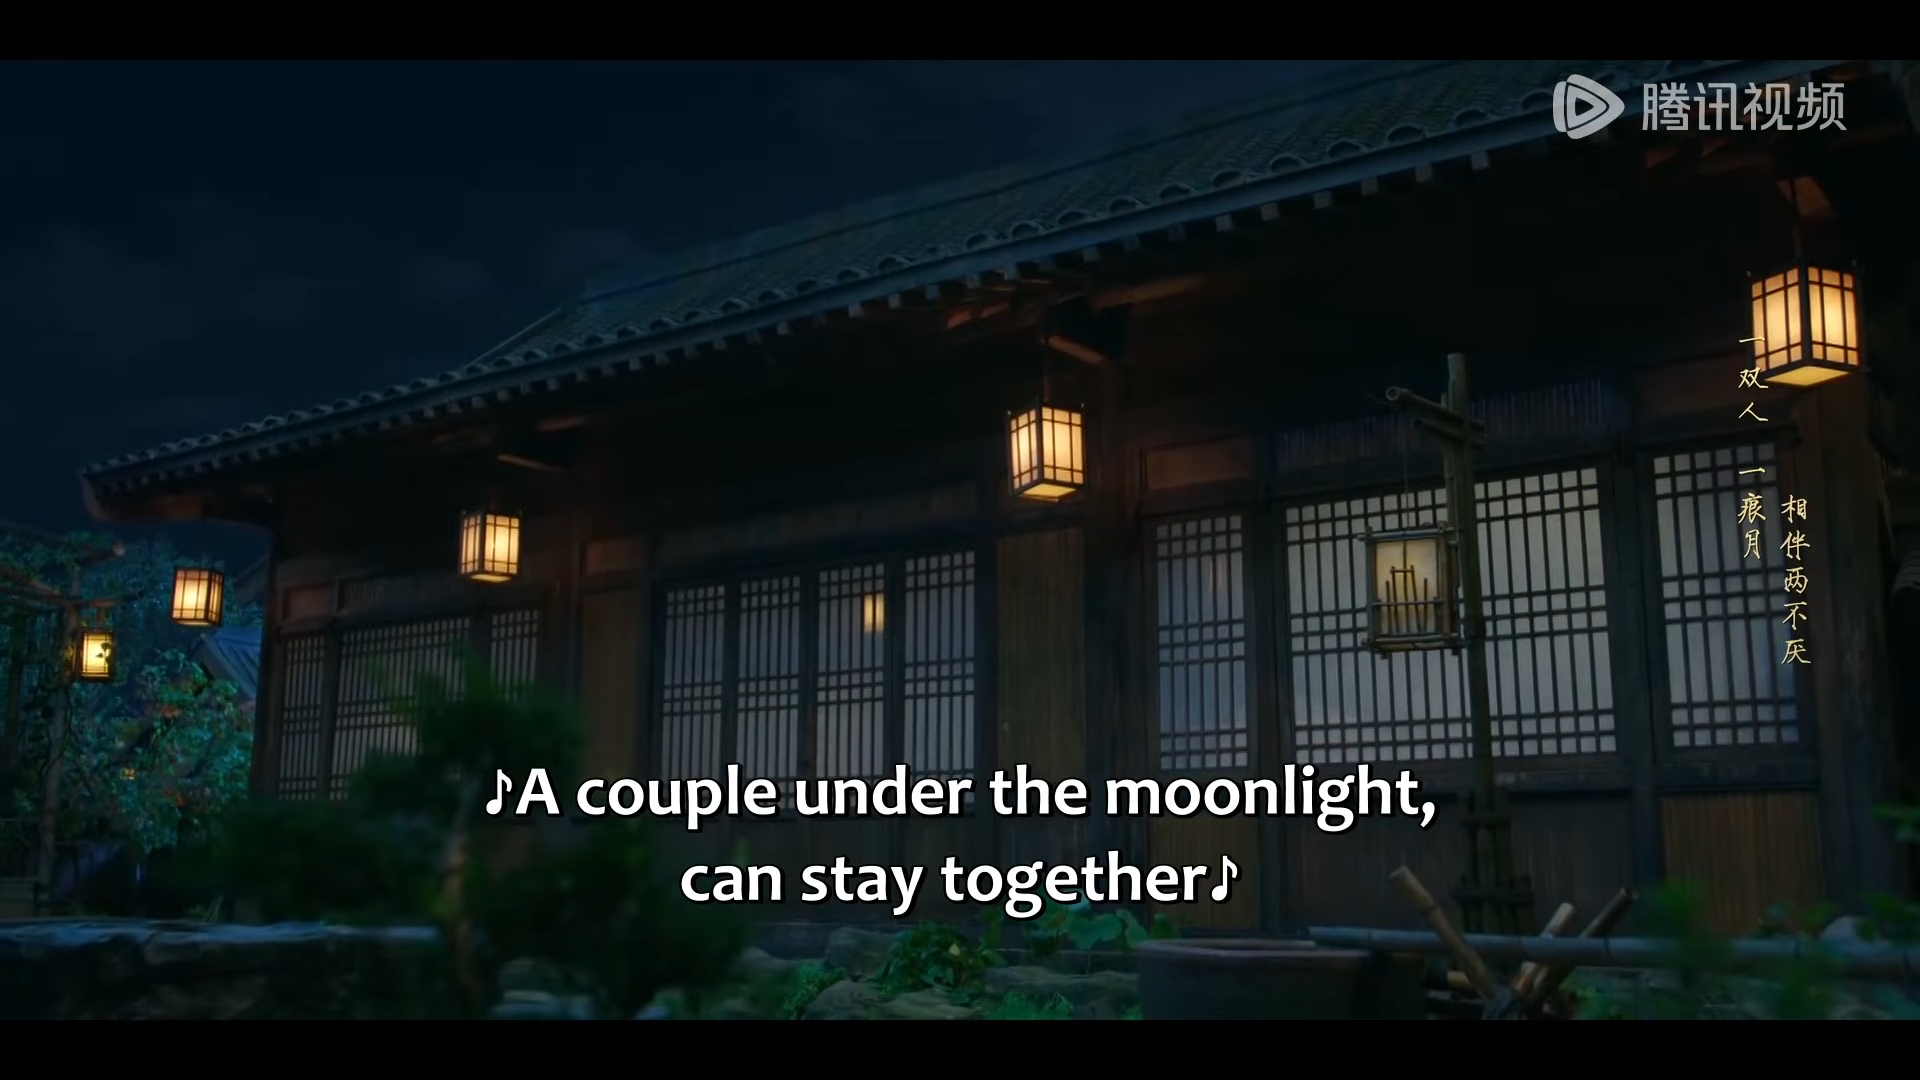 腾讯视频
一双人 一痕月
相伴两不厌
♪A couple under the moonlight,
can stay together♪